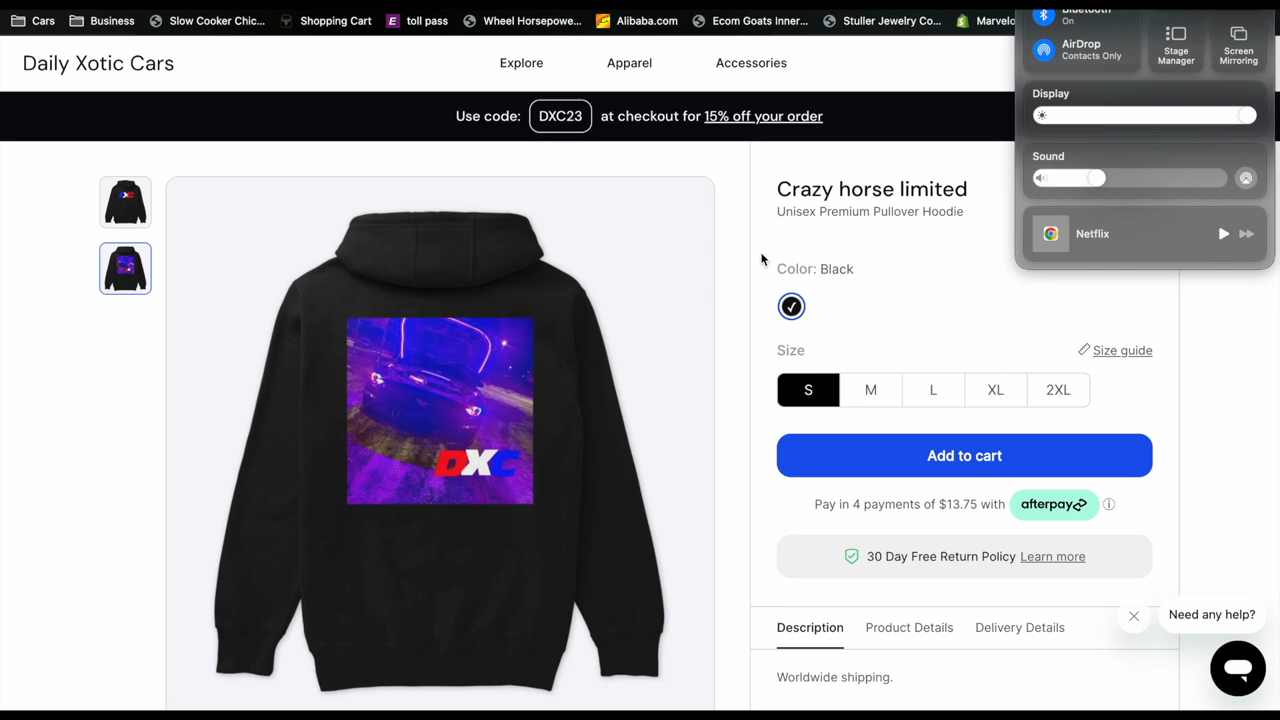 Cars
Business
Slow Cooker Chic...
Shopping Cart
toll pass
Wheel Horsepowe...
Alibaba.com
Ecom Goats Inner...
Stuller Jewelry Co...
Marvelo
Bluetooth
On
AirDrop
Contacts Only
Stage
Manager
Screen
Mirroring
Display
Sound
Netflix
Daily Xotic Cars
Explore
Apparel
Accessories
Use code: DXC23 at checkout for 15% off your order
Crazy horse limited
Unisex Premium Pullover Hoodie
Color: Black
Size
Size guide
S M L XL 2XL
Add to cart
Pay in 4 payments of $13.75 with afterpay
30 Day Free Return Policy Learn more
Description
Product Details
Delivery Details
Worldwide shipping.
Need any help?
DXC
DXC